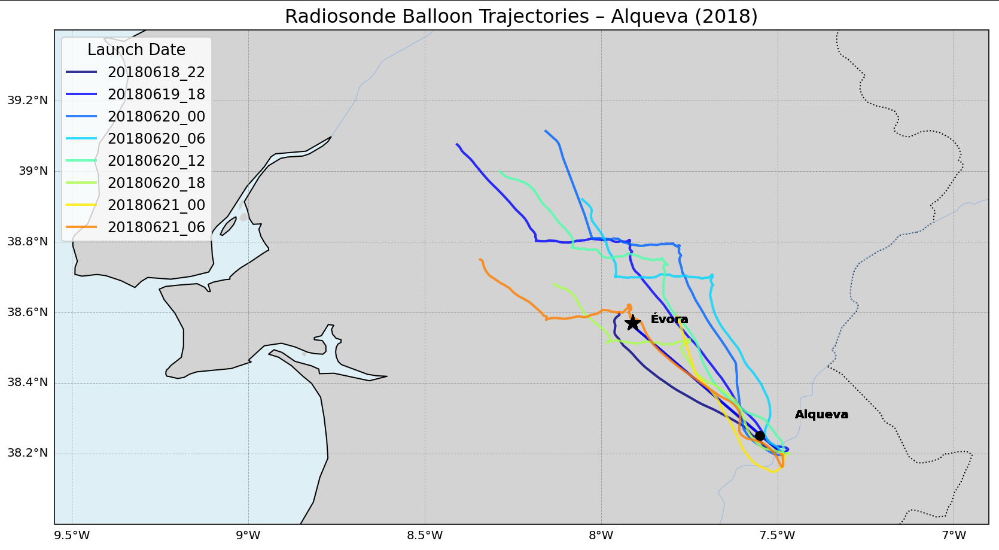 Radiosonde Balloon Trajectories – Alqueva (2018)
Launch Date
20180618_22
20180619_18
20180620_00
20180620_06
20180620_12
20180620_18
20180621_00
20180621_06
39.2°N
39°N
38.8°N
38.6°N
38.4°N
38.2°N
Évora
Alqueva
9.5°W
9°W
8.5°W
8°W
7.5°W
7°W